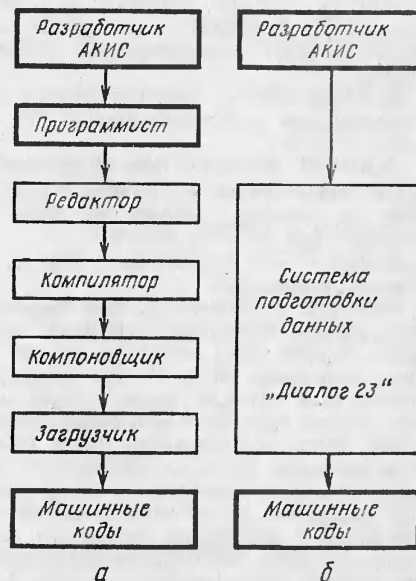 Разработчик
АКИС
Программист
Редактор
Компилятор
Компоновщик
Загрузчик
Машинные
коды
а
Разработчик
АКИС
Система
подготовки
данных
„Диалог 23“
Машинные
коды
б